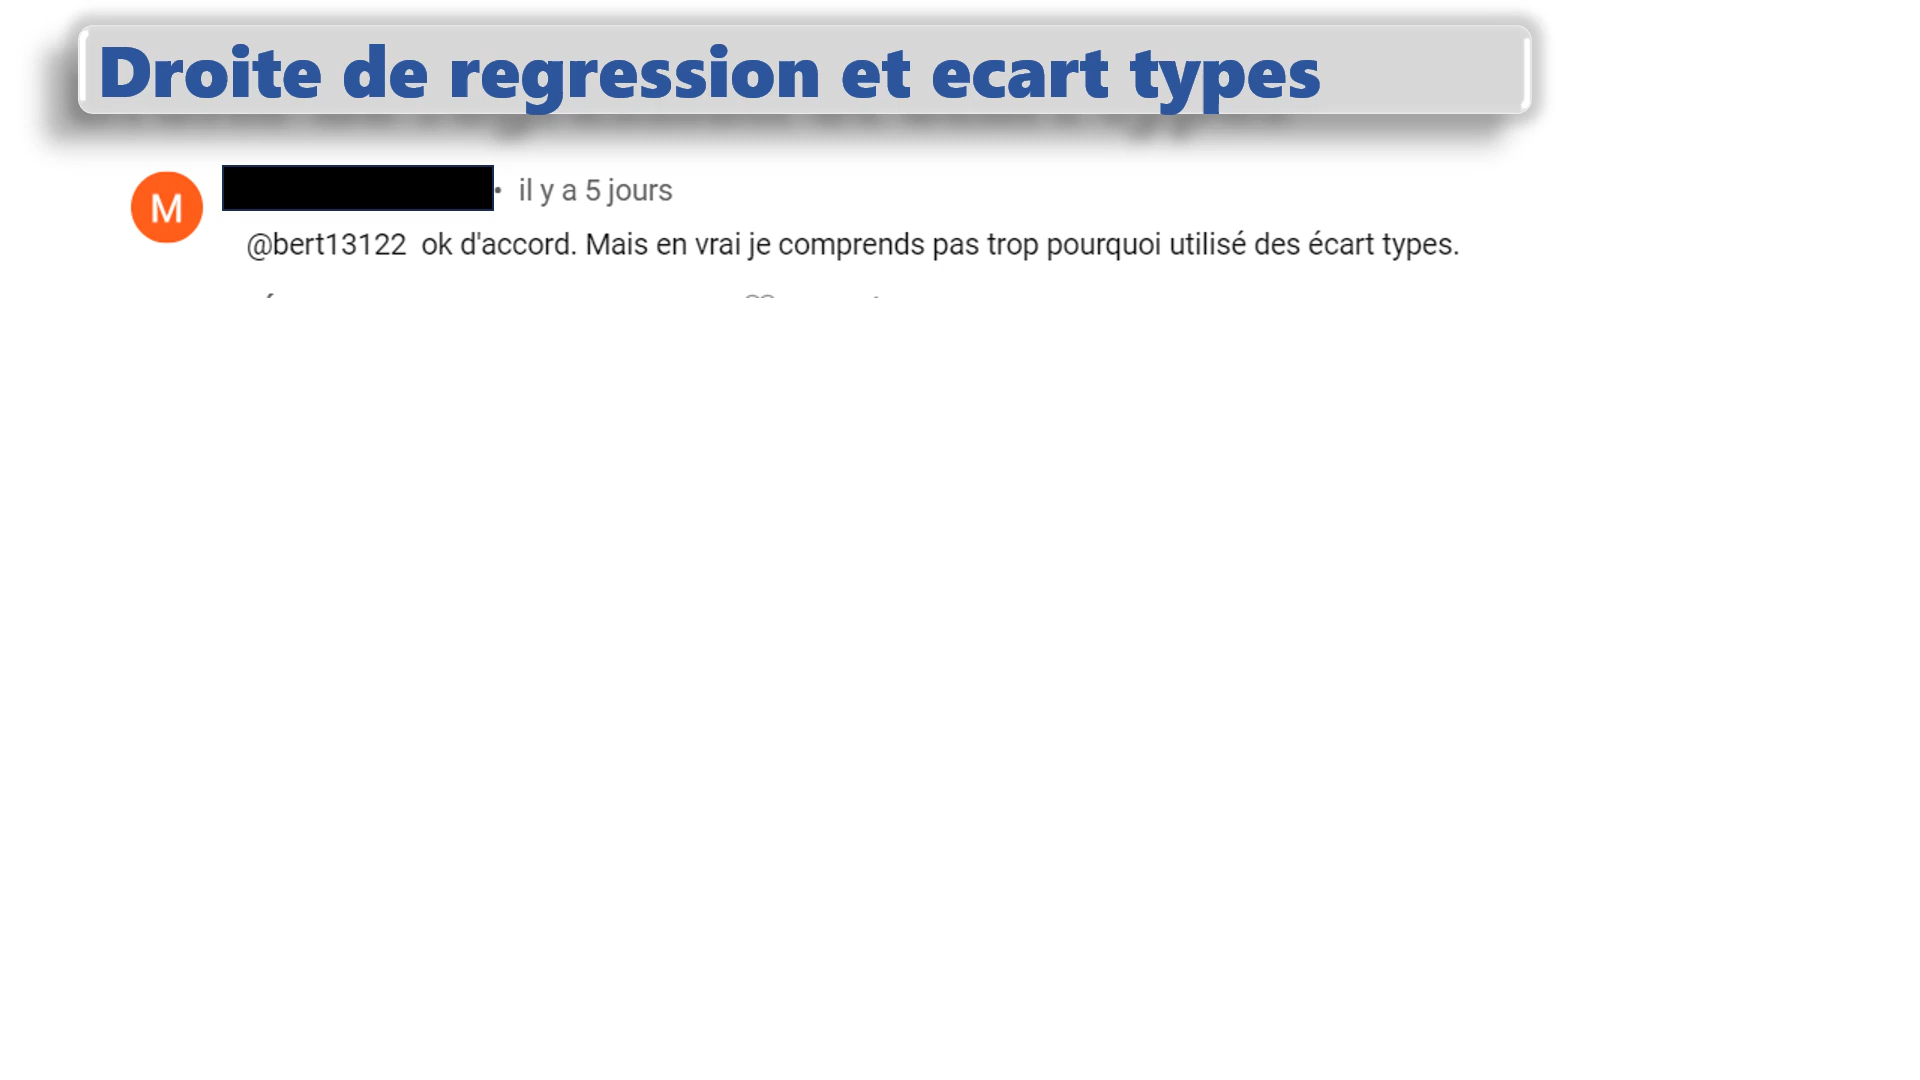 Droite de regression et ecart types
M
• il y a 5 jours
@bert13122 ok d'accord. Mais en vrai je comprends pas trop pourquoi utilisé des écart types.